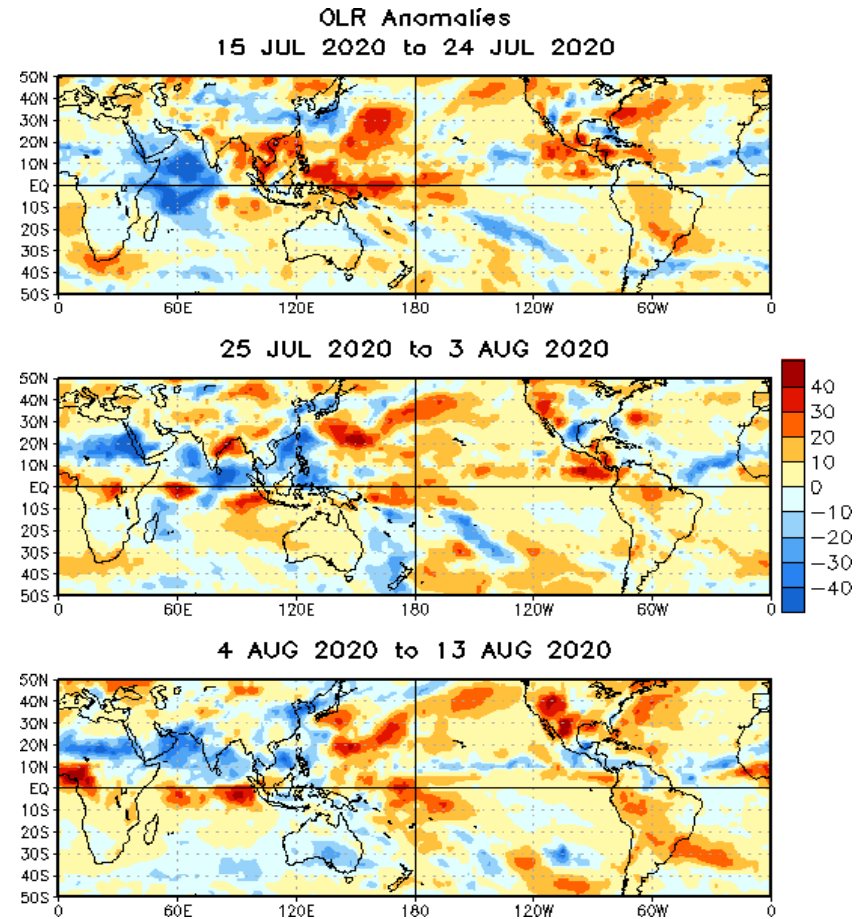 OLR Anomalies
15 JUL 2020 to 24 JUL 2020
50N
40N
30N
20N
10N
EQ
10S
20S
30S
40S
50S
0 60E 120E 180 120W 60W 0
25 JUL 2020 to 3 AUG 2020
50N
40N
30N
20N
10N
EQ
10S
20S
30S
40S
50S
0 60E 120E 180 120W 60W 0
40
30
20
10
0
-10
-20
-30
-40
4 AUG 2020 to 13 AUG 2020
50N
40N
30N
20N
10N
EQ
10S
20S
30S
40S
50S
0 60E 120E 180 120W 60W 0